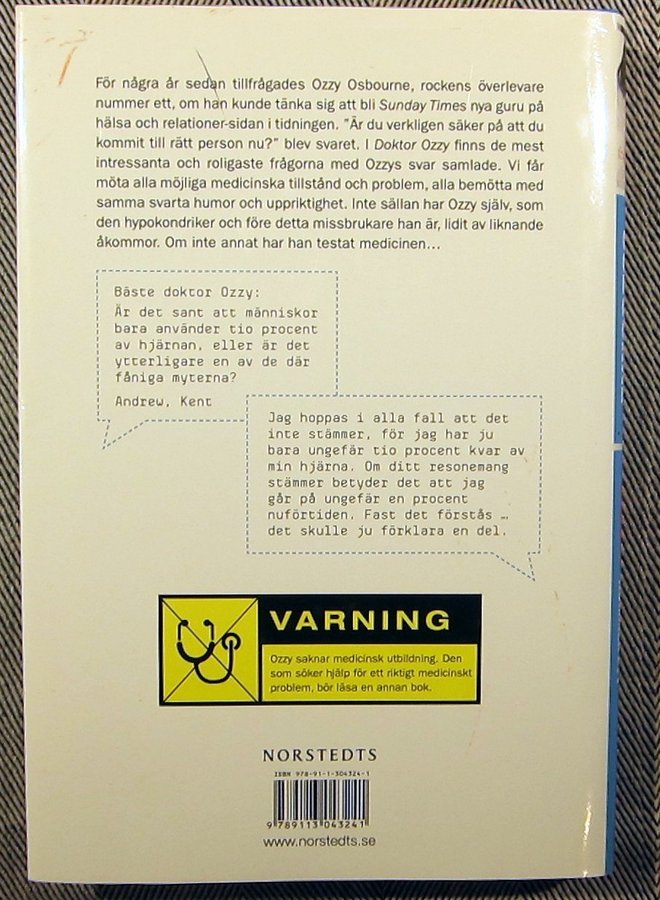 För några år sedan tillfrågades Ozzy Osbourne, rockens överlevare
nummer ett, om han kunde tänka sig att bli Sunday Times nya guru på
hälsa och relationer-sidan i tidningen. "Är du verkligen säker på att du
kommit till rätt person nu?" blev svaret. I Doktor Ozzy finns de mest
intressanta och roligaste frågorna med Ozzys svar samlade. Vi får
möta alla möjliga medicinska tillstånd och problem, alla bemötta med
samma svarta humor och uppriktighet. Inte sällan har Ozzy själv, som
den hypokondriker och före detta missbrukare han är, lidit av liknande
åkommor. Om inte annat har han testat medicinen...
Bäste doktor Ozzy:
Är det sant att människor
bara använder tio procent
av hjärnan, eller är det
ytterligare en av de där
fåniga myterna?
Andrew, Kent
Jag hoppas i alla fall att det
inte stämmer, för jag har ju
bara ungefär tio procent kvar av
min hjärna. Om ditt resonemang
stämmer betyder det att jag
går på ungefär en procent
nuförtiden. Fast det förstås …
det skulle ju förklara en del.
VARNING
Ozzy saknar medicinsk utbildning. Den
som söker hjälp för ett riktigt medicinskt
problem, bör läsa en annan bok.
NORSTEDTS
ISBN 978-91-1-304324-1
9 789113 043241
www.norstedts.se